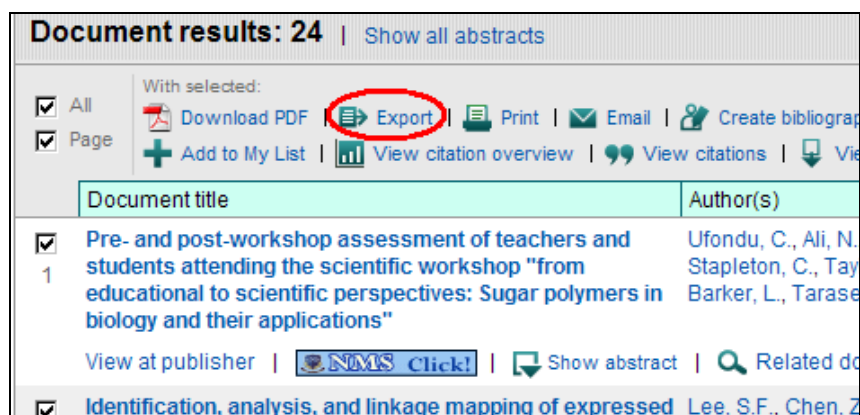 Document results: 24 | Show all abstracts
With selected:
All
Download PDF | Export | Print | Email | Create bibliograp
Page
Add to My List | View citation overview | View citations | Vie
Document title Author(s)
Pre- and post-workshop assessment of teachers and Ufondu, C., Ali, N.
1 students attending the scientific workshop "from Stapleton, C., Tay
educational to scientific perspectives: Sugar polymers in Barker, L., Tarase
biology and their applications"
View at publisher | NMS Click! | Show abstract | Related do
Identification, analysis, and linkage mapping of expressed Lee, S.F., Chen, Z